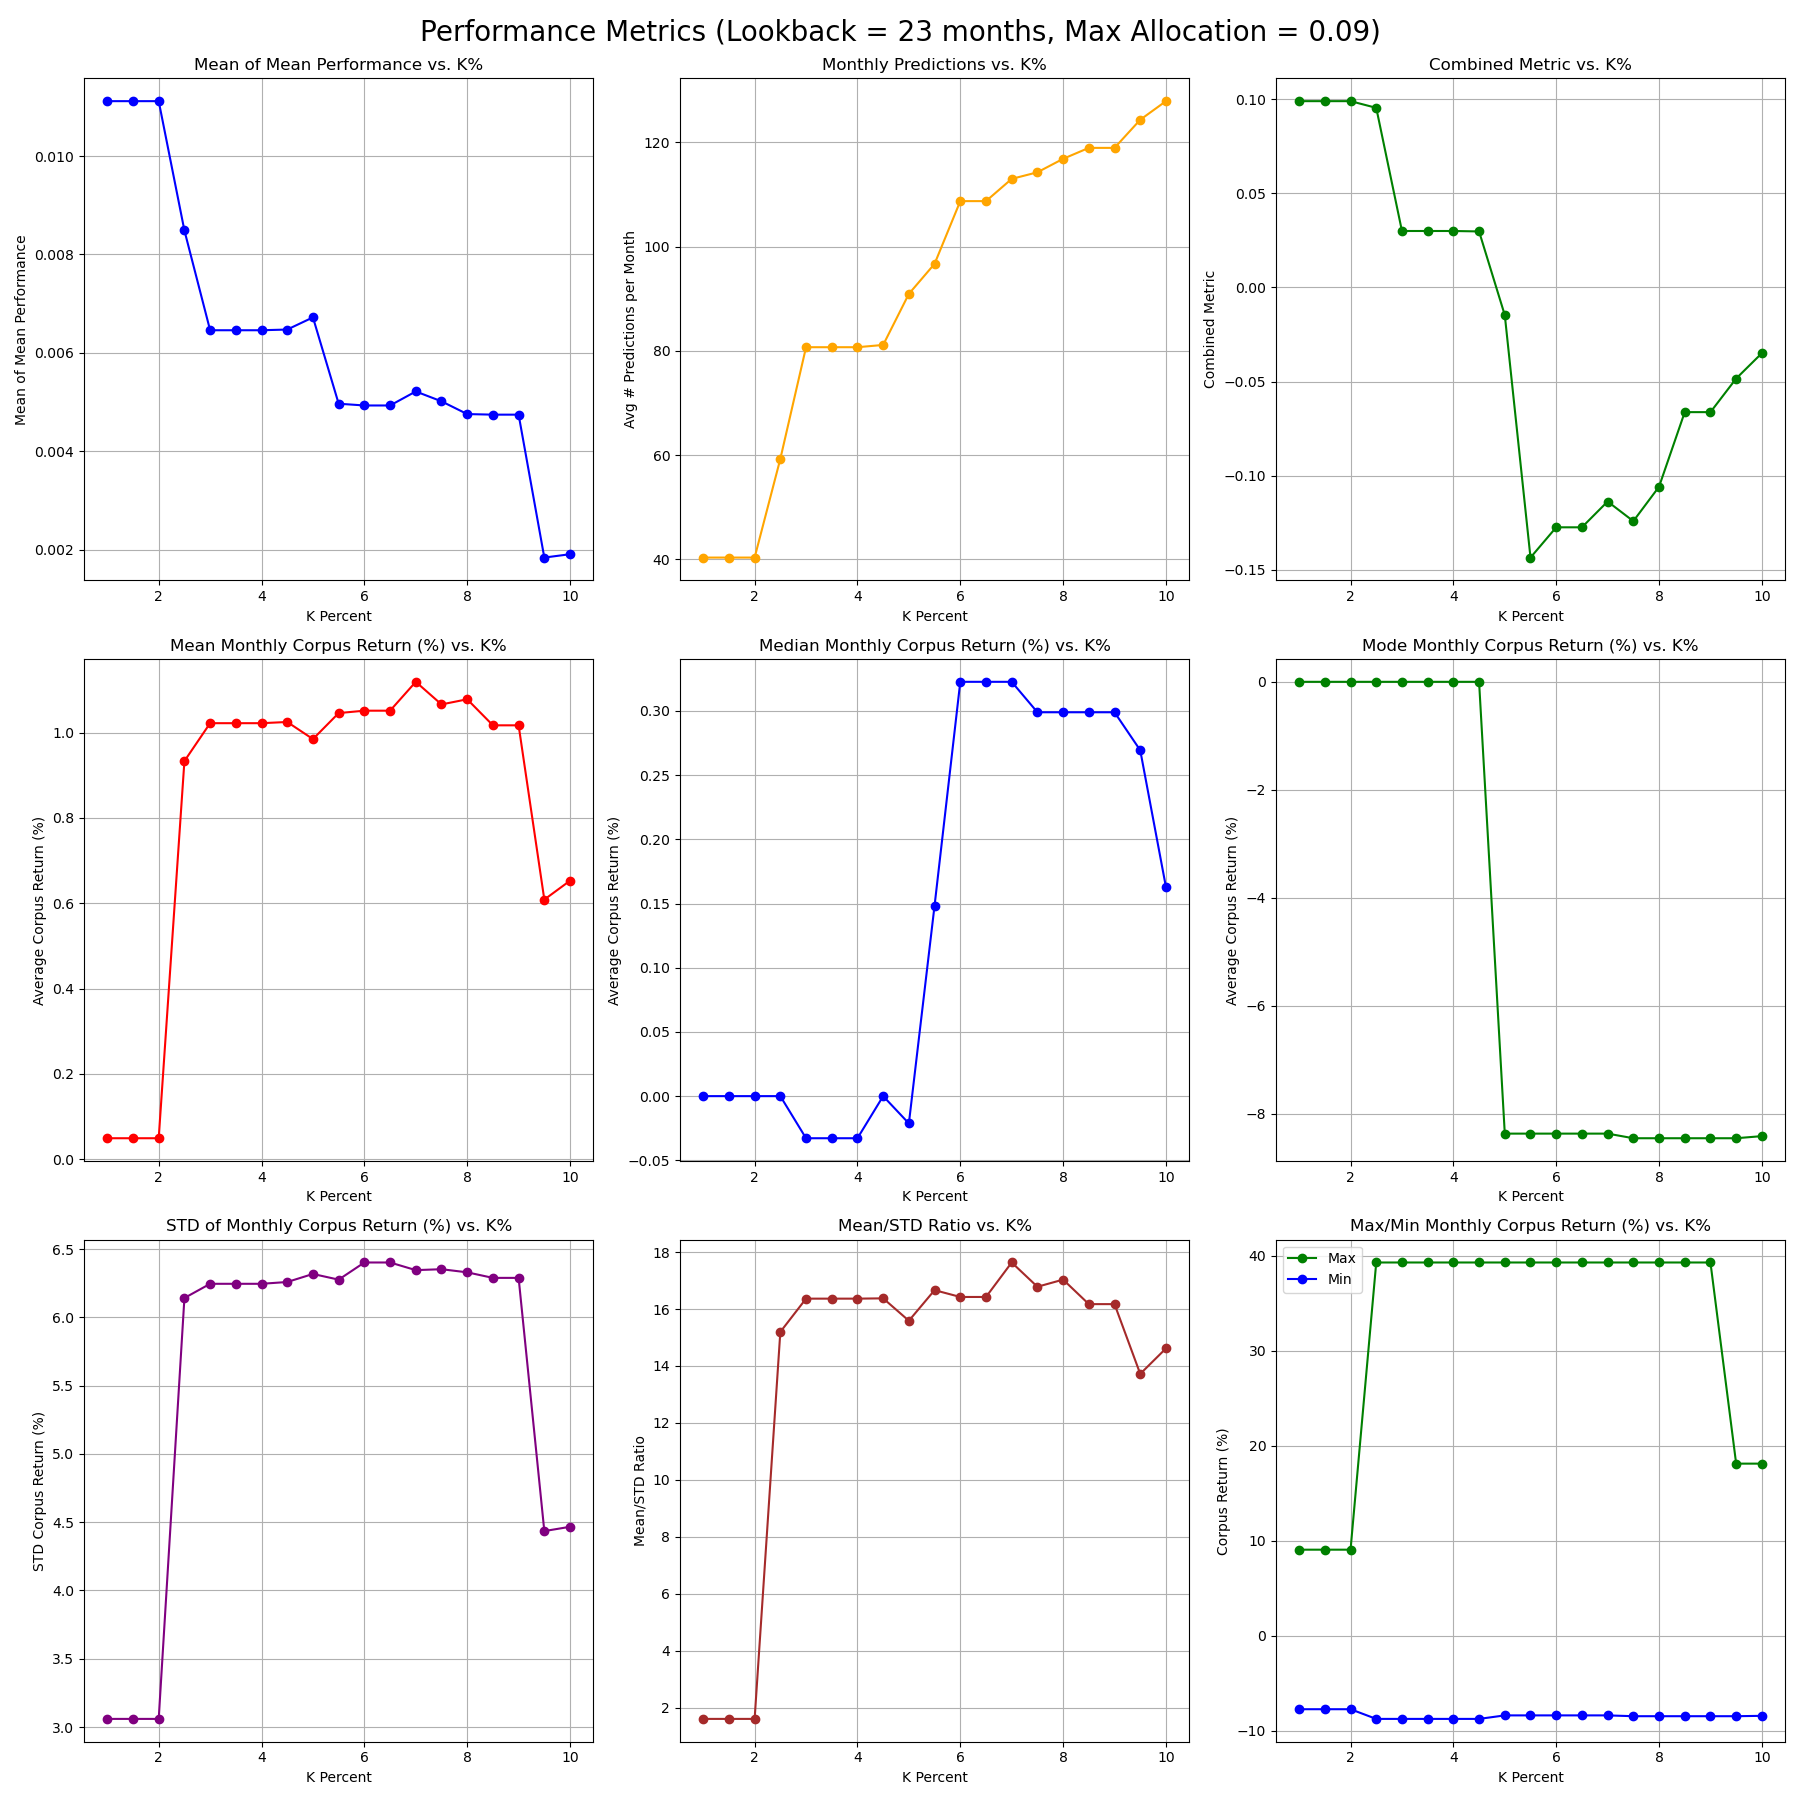 Performance Metrics (Lookback = 23 months, Max Allocation = 0.09)
Mean of Mean Performance vs. K%
Mean of Mean Performance
0.010
0.008
0.006
0.004
0.002
2 4 6 8 10
K Percent
Monthly Predictions vs. K%
Avg # Predictions per Month
120
100
80
60
40
2 4 6 8 10
K Percent
Combined Metric vs. K%
Combined Metric
0.10
0.05
0.00
−0.05
−0.10
−0.15
2 4 6 8 10
K Percent
Mean Monthly Corpus Return (%) vs. K%
Average Corpus Return (%)
1.0
0.8
0.6
0.4
0.2
0.0
2 4 6 8 10
K Percent
Median Monthly Corpus Return (%) vs. K%
Average Corpus Return (%)
0.30
0.25
0.20
0.15
0.10
0.05
0.00
−0.05
2 4 6 8 10
K Percent
Mode Monthly Corpus Return (%) vs. K%
Average Corpus Return (%)
0
−2
−4
−6
−8
2 4 6 8 10
K Percent
STD of Monthly Corpus Return (%) vs. K%
STD Corpus Return (%)
6.5
6.0
5.5
5.0
4.5
4.0
3.5
3.0
2 4 6 8 10
K Percent
Mean/STD Ratio vs. K%
Mean/STD Ratio
18
16
14
12
10
8
6
4
2
2 4 6 8 10
K Percent
Max/Min Monthly Corpus Return (%) vs. K%
Max
Min
Corpus Return (%)
40
30
20
10
0
−10
2 4 6 8 10
K Percent